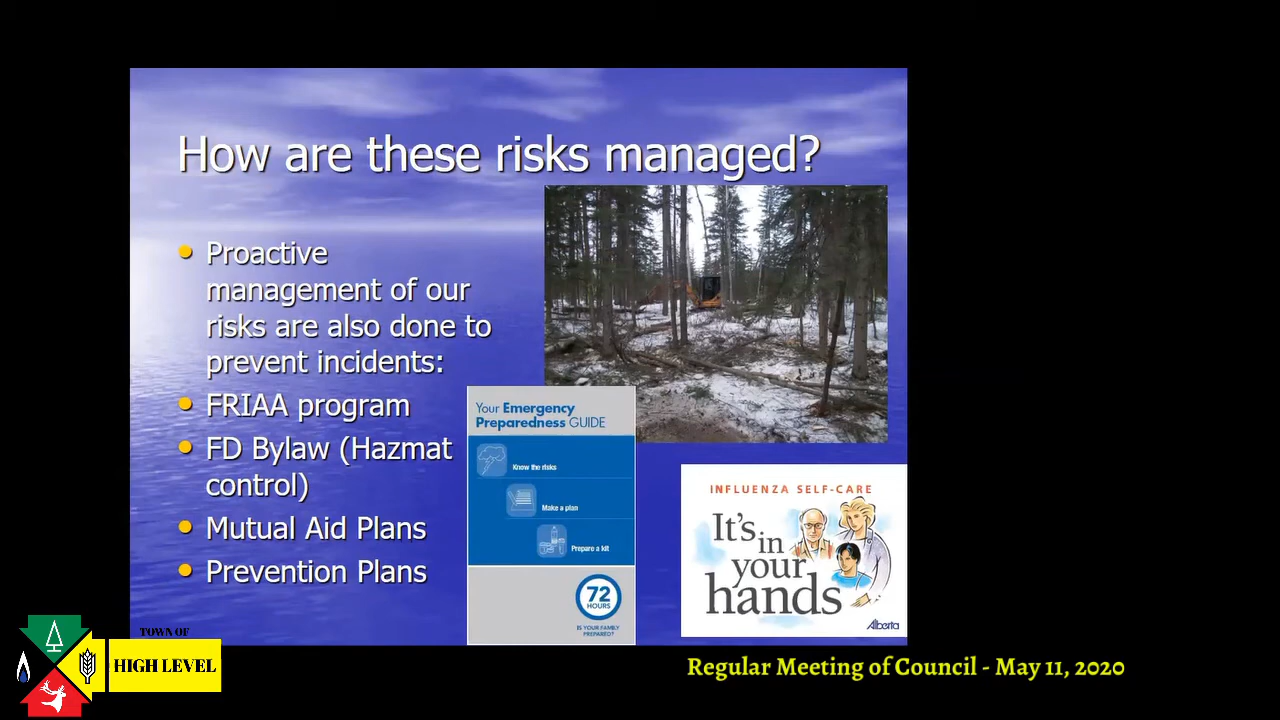 How are these risks managed?
Proactive
management of our
risks are also done to
prevent incidents:
FRIAA program
FD Bylaw (Hazmat
control)
Mutual Aid Plans
Prevention Plans
Your Emergency
Preparedness GUIDE
Know the risks
Make a plan
Prepare a kit
72
HOURS
IS YOUR FAMILY
PREPARED?
INFLUENZA SELF-CARE
It's in
your
hands
Alberta
TOWN OF
HIGH LEVEL
Regular Meeting of Council - May 11, 2020